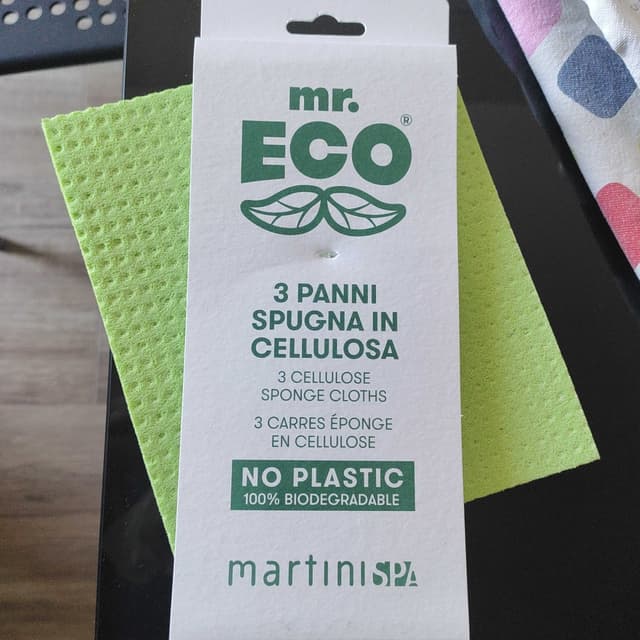 mr.
ECO®
3 PANNI
SPUGNA IN
CELLULOSA
3 CELLULOSE
SPONGE CLOTHS
3 CARRES ÉPONGE
EN CELLULOSE
NO PLASTIC
100% BIODEGRADABLE
martiniSPA